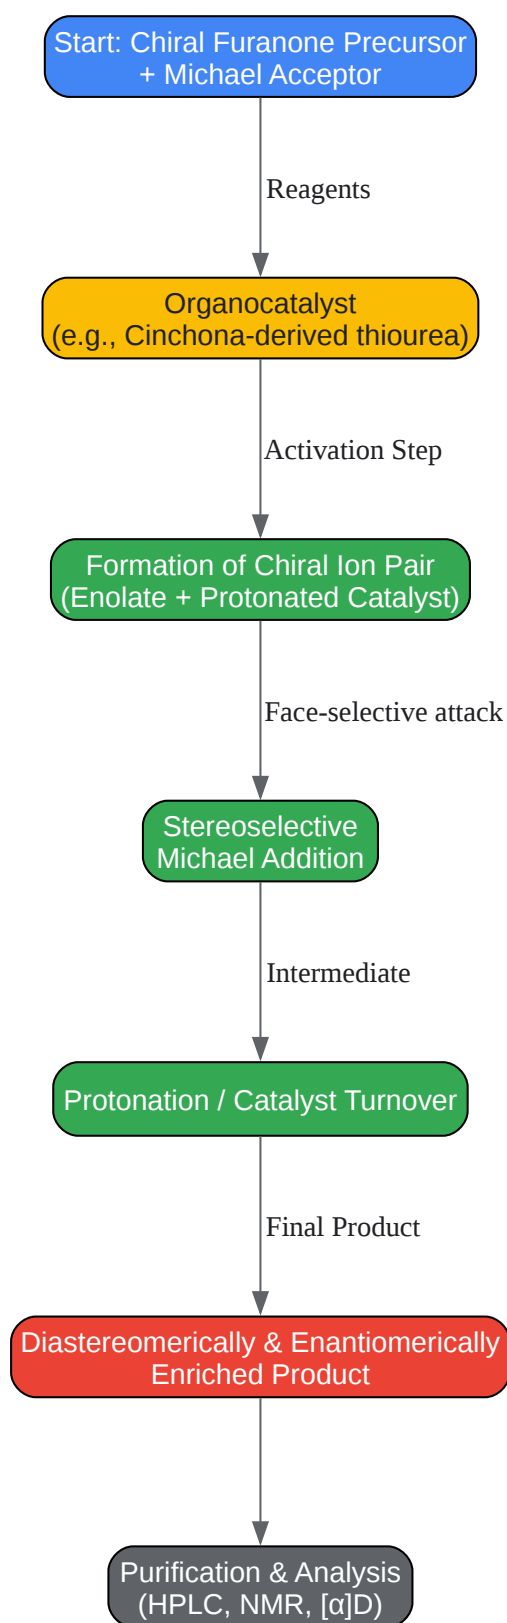 Start: Chiral Furanone Precursor
+ Michael Acceptor
Reagents
Organocatalyst
(e.g., Cinchona-derived thiourea)
Activation Step
Formation of Chiral Ion Pair
(Enolate + Protonated Catalyst)
Face-selective attack
Stereoselective
Michael Addition
Intermediate
Protonation / Catalyst Turnover
Final Product
Diastereomerically & Enantiomerically
Enriched Product
Purification & Analysis
(HPLC, NMR, [α]D)